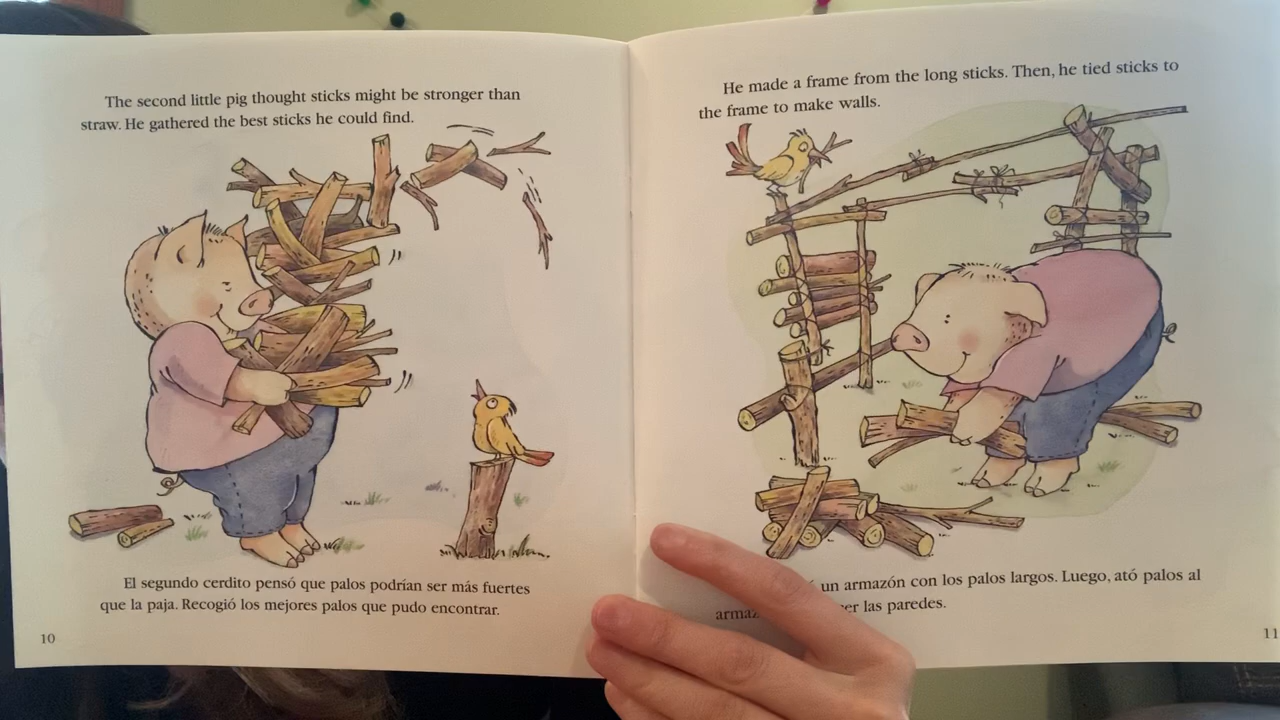 The second little pig thought sticks might be stronger than
straw. He gathered the best sticks he could find.
El segundo cerdito pensó que palos podrían ser más fuertes
que la paja. Recogió los mejores palos que pudo encontrar.
10
He made a frame from the long sticks. Then, he tied sticks to
the frame to make walls.
un armazón con los palos largos. Luego, ató palos al
las paredes.
11